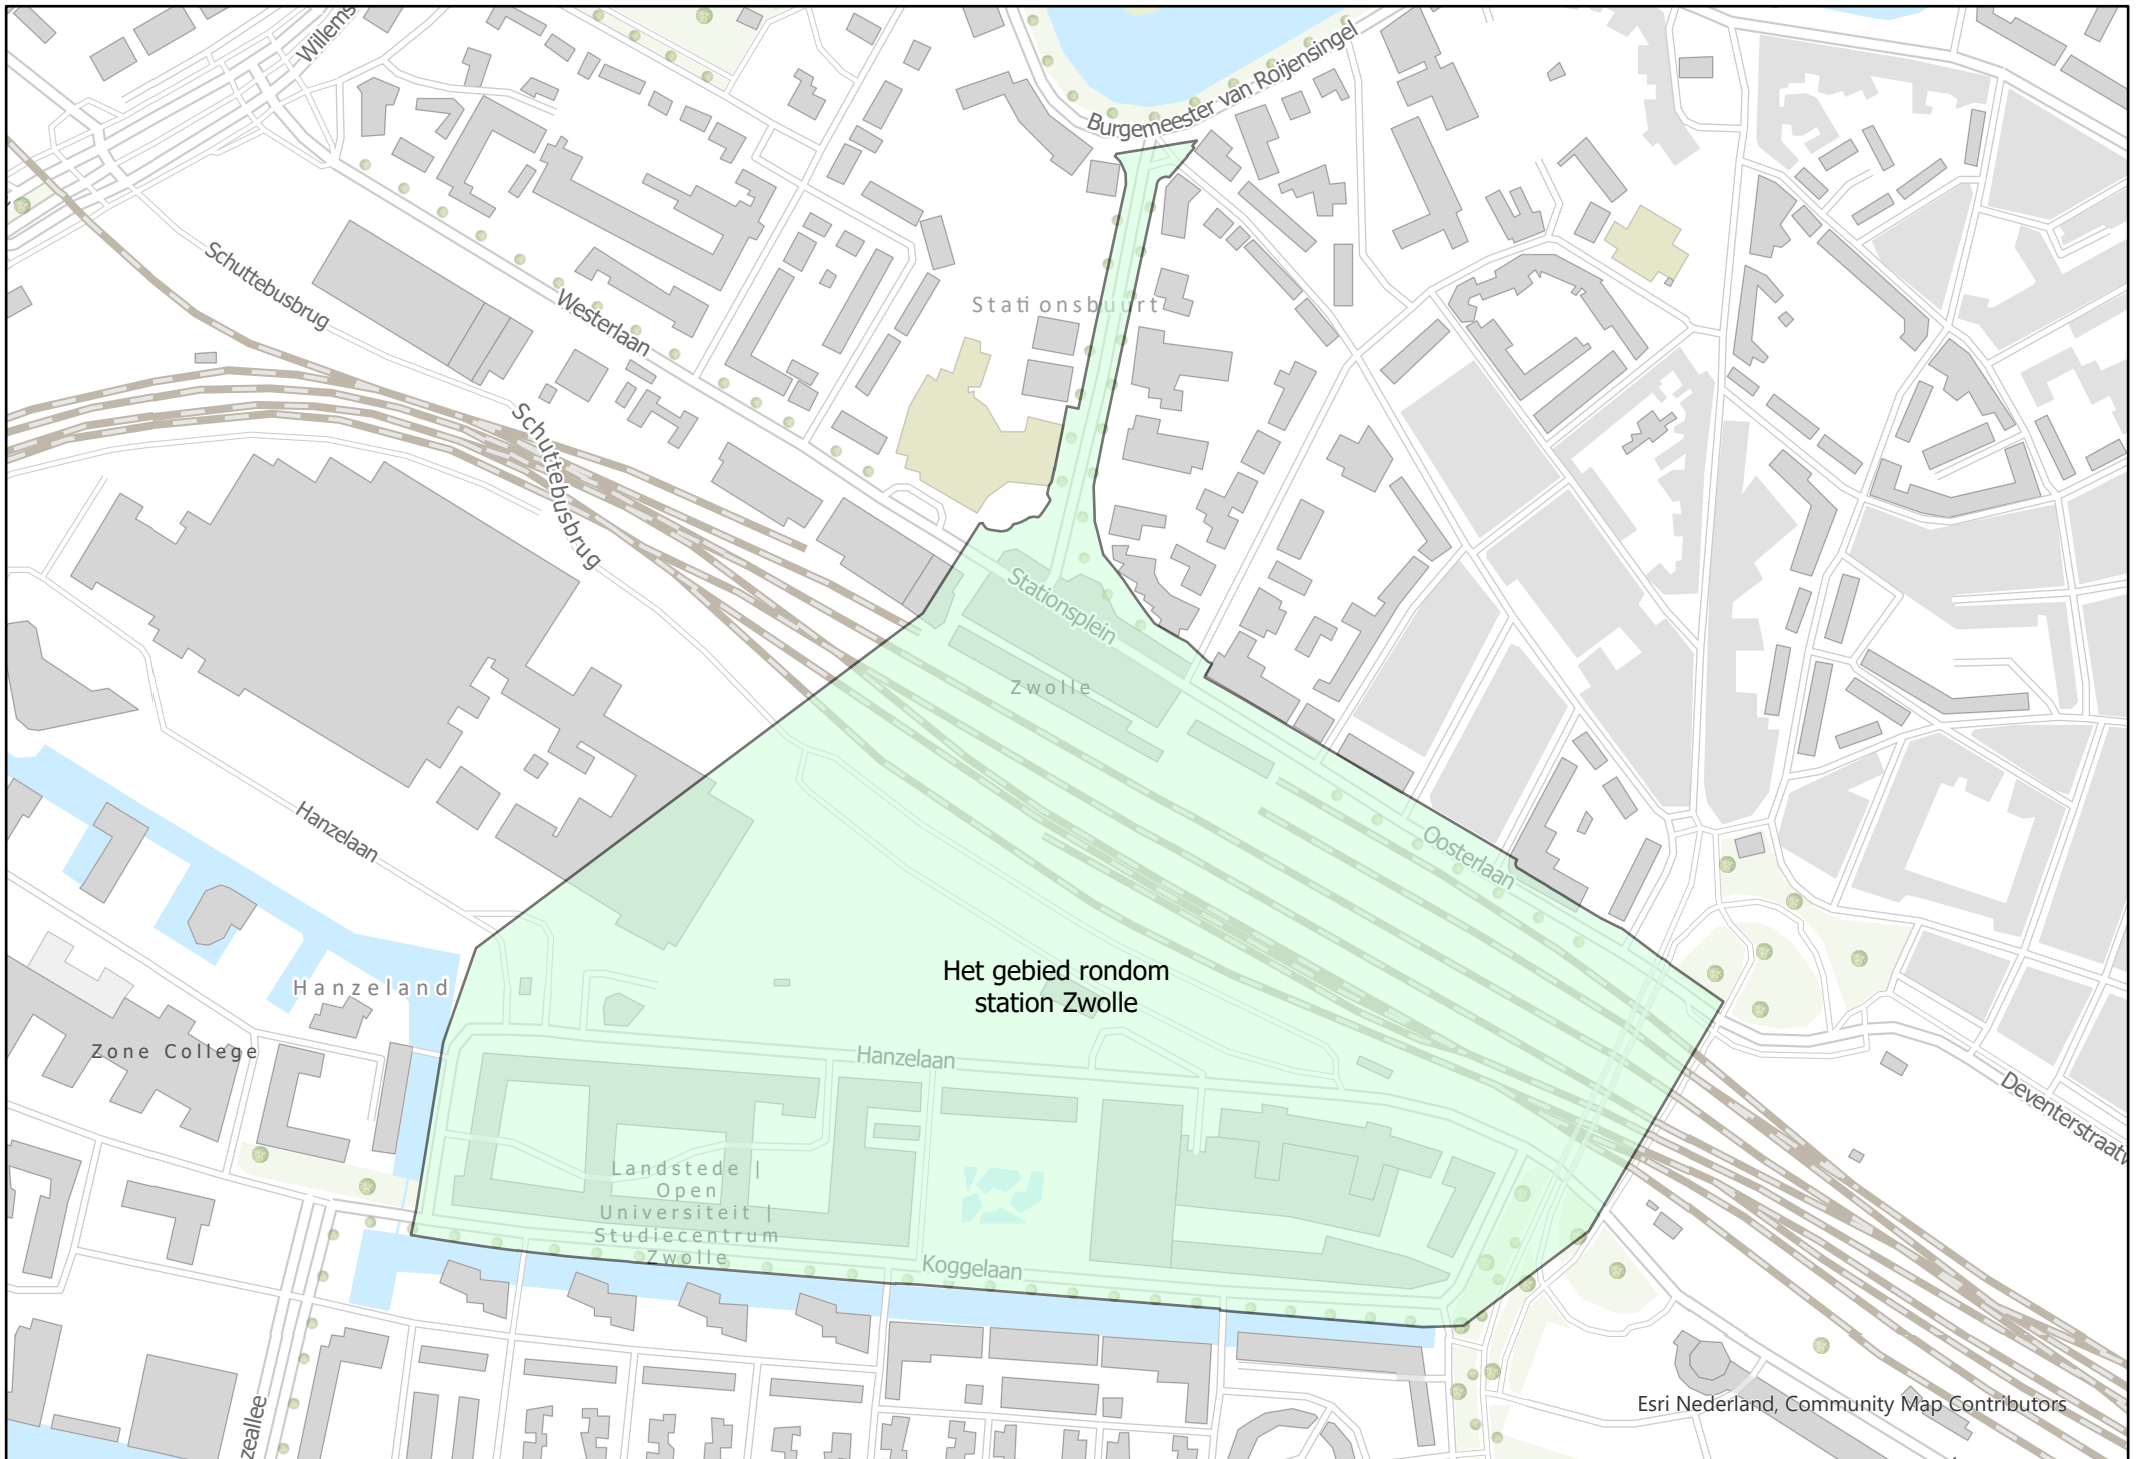 Willems
Burgemeester van Roijensingel
Schuttebusbrug
Westerlaan
Stationsbuurt
Schuttebusbrug
Stationsplein
Zwolle
Hanzelaan
Oosterlaan
Het gebied rondom
station Zwolle
Hanzeland
Zone College
Hanzelaan
Deventerstraatw
Landstede |
Open
Universiteit |
Studiecentrum
Zwolle
Koggelaan
zeallee
Esri Nederland, Community Map Contributors